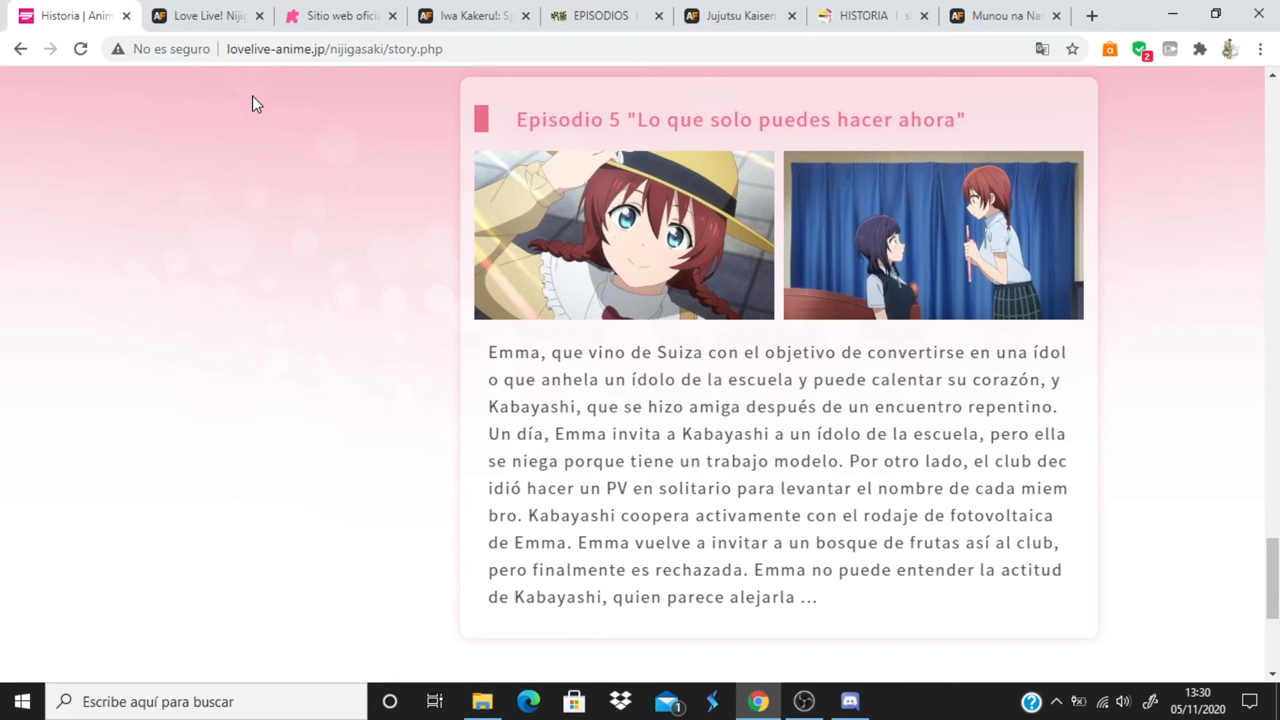 Historia | Anim
Love Live! Nijig
Sitio web oficia
Iwa Kakeru!: Sp
EPISODIOS
Jujutsu Kaisen
HISTORIA
Munou na Nan
No es seguro
lovelive-anime.jp/nijigasaki/story.php
2
Episodio 5 "Lo que solo puedes hacer ahora"
Emma, que vino de Suiza con el objetivo de convertirse en una ídol
o que anhela un ídolo de la escuela y puede calentar su corazón, y
Kabayashi, que se hizo amiga después de un encuentro repentino.
Un día, Emma invita a Kabayashi a un ídolo de la escuela, pero ella
se niega porque tiene un trabajo modelo. Por otro lado, el club dec
idió hacer un PV en solitario para levantar el nombre de cada miem
bro. Kabayashi coopera activamente con el rodaje de fotovoltaica
de Emma. Emma vuelve a invitar a un bosque de frutas así al club,
pero finalmente es rechazada. Emma no puede entender la actitud
de Kabayashi, quien parece alejarla ...
Escribe aquí para buscar
1
13:30
05/11/2020